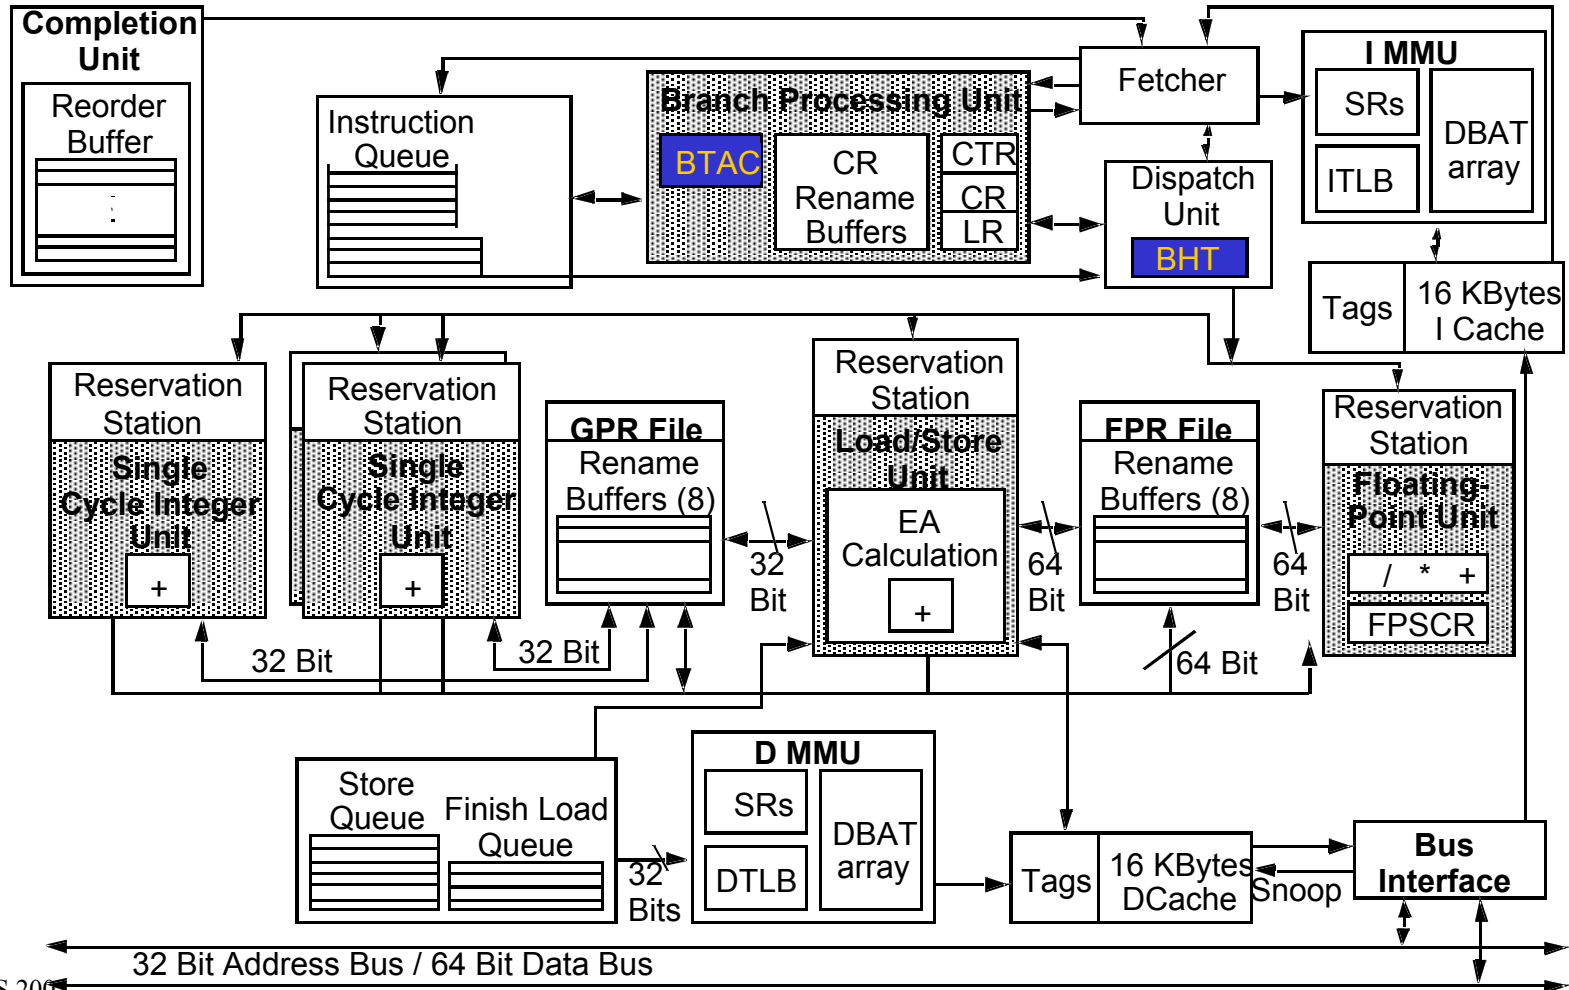 Completion
Unit
Reorder
Buffer
Instruction
Queue
Branch Processing Unit
BTAC
CR
Rename
Buffers
CTR
CR
LR
Fetcher
Dispatch
Unit
BHT
I MMU
SRs
ITLB
DBAT
array
Tags
16 KBytes
I Cache
Reservation
Station
Single
Cycle Integer
Unit
+
Reservation
Station
Single
Cycle Integer
Unit
+
GPR File
Rename
Buffers (8)
32
Bit
Reservation
Station
Load/Store
Unit
EA
Calculation
+
64
Bit
FPR File
Rename
Buffers (8)
64
Bit
Reservation
Station
Floating-
Point Unit
/ * +
FPSCR
32 Bit
32 Bit
64 Bit
Store
Queue
Finish Load
Queue
32
Bits
D MMU
SRs
DTLB
DBAT
array
Tags
16 KBytes
DCache
Snoop
Bus
Interface
32 Bit Address Bus / 64 Bit Data Bus